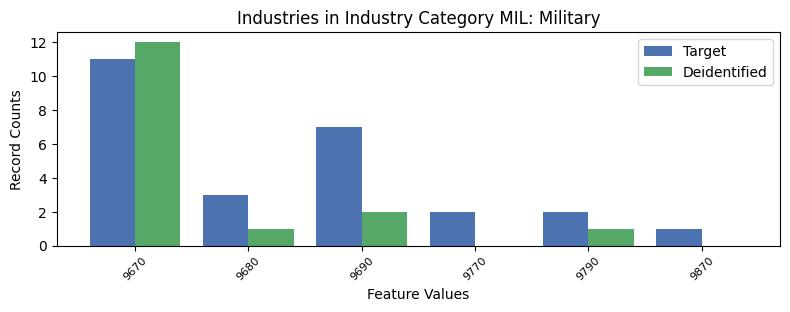 Industries in Industry Category MIL: Military
Target
Deidentified
Record Counts
12
10
8
6
4
2
0
9670 9680 9690 9770 9790 9870
Feature Values